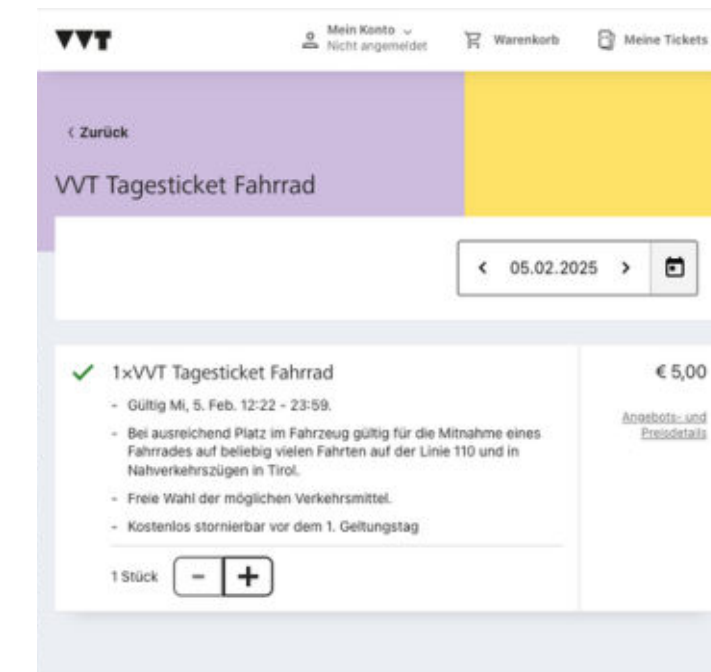 VVT
Mein Konto
Nicht angemeldet
Warenkorb
Meine Tickets
Zurück
VVT Tagesticket Fahrrad
05.02.2025
1×VVT Tagesticket Fahrrad
€ 5,00
- Gültig Mi, 5. Feb. 12:22 - 23:59.
Angebots- und
Preisdetails
- Bei ausreichend Platz im Fahrzeug gültig für die Mitnahme eines
Fahrrades auf beliebig vielen Fahrten auf der Linie 110 und in
Nahverkehrszügen in Tirol.
- Freie Wahl der möglichen Verkehrsmittel.
- Kostenlos stornierbar vor dem 1. Geltungstag
1 Stück - +